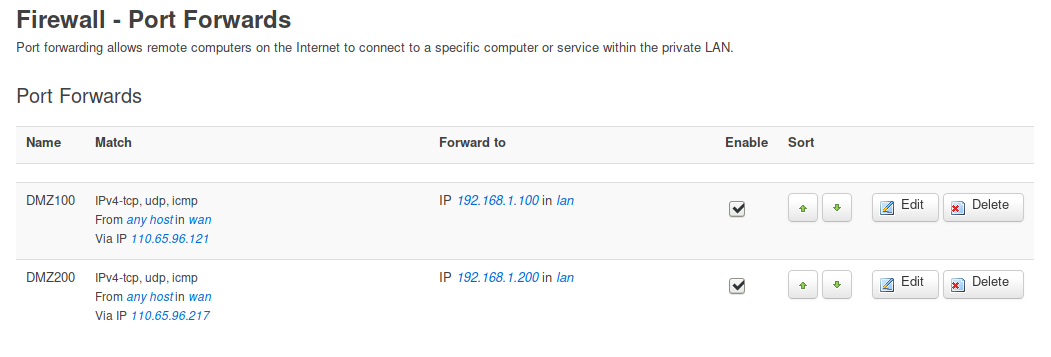 Firewall - Port Forwards
Port forwarding allows remote computers on the Internet to connect to a specific computer or service within the private LAN.
Port Forwards
Name Match Forward to Enable Sort
DMZ100 IPv4-tcp, udp, icmp IP 192.168.1.100 in lan Edit Delete
From any host in wan
Via IP 110.65.96.121
DMZ200 IPv4-tcp, udp, icmp IP 192.168.1.200 in lan Edit Delete
From any host in wan
Via IP 110.65.96.217